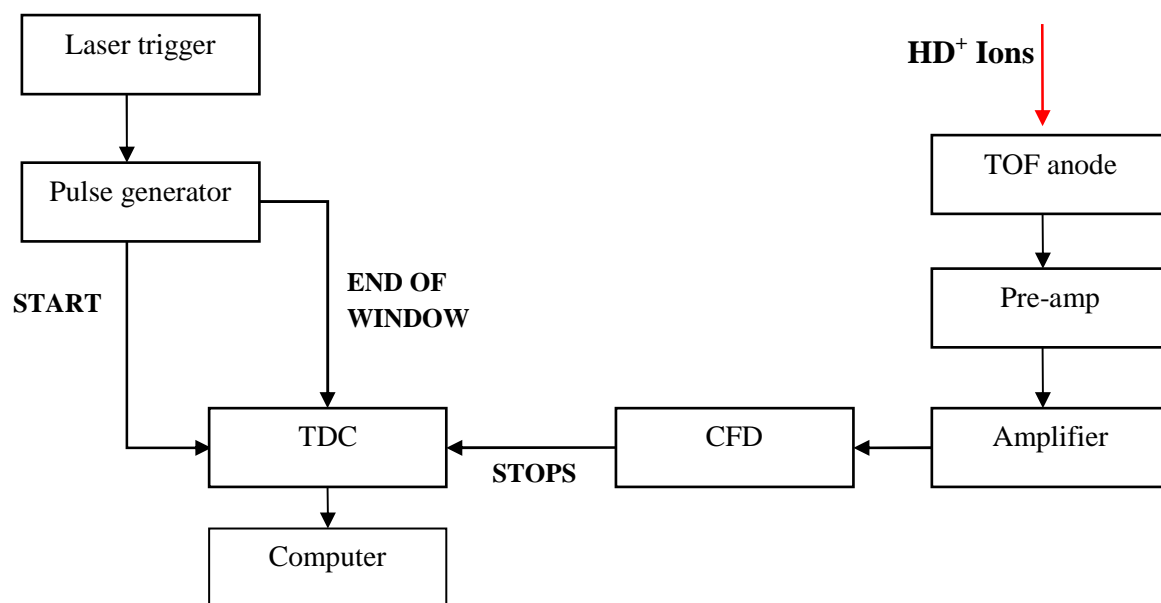 Laser trigger
HD⁺ Ions
TOF anode
Pulse generator
END OF
WINDOW
START
Pre-amp
TDC
CFD
Amplifier
STOPS
Computer